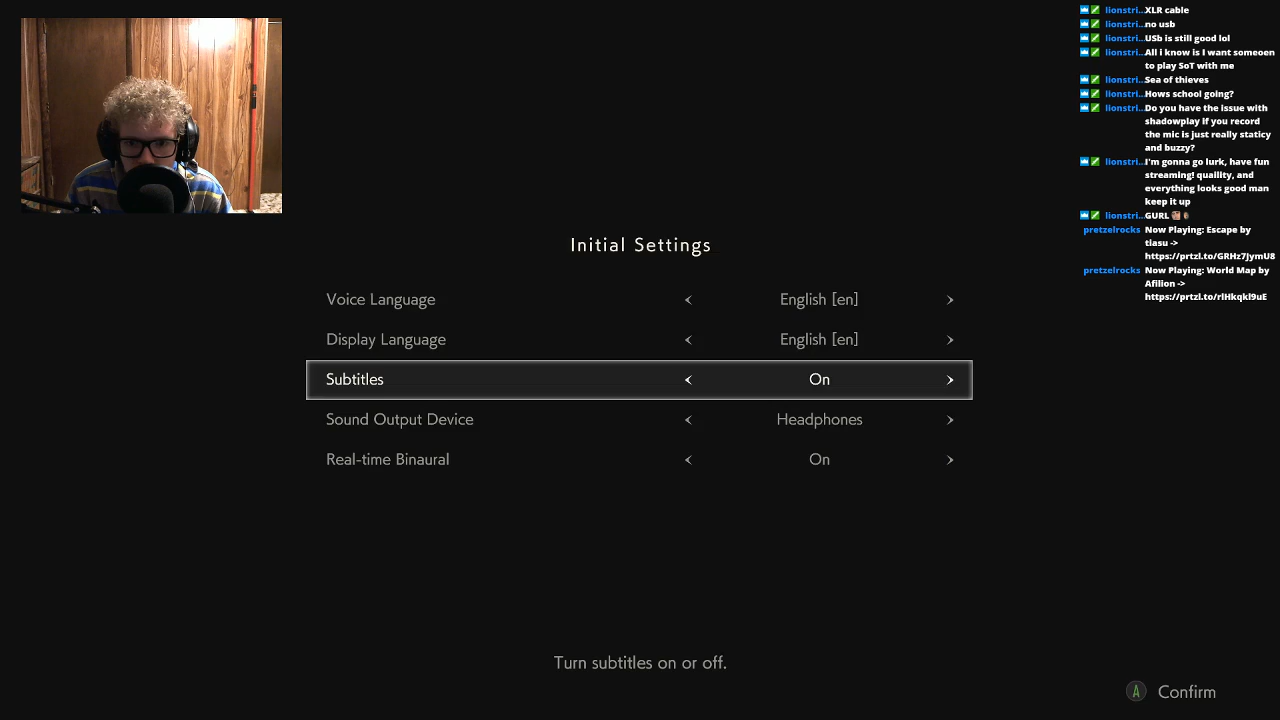 Initial Settings
Voice Language < English [en] >
Display Language < English [en] >
Subtitles < On >
Sound Output Device < Headphones >
Real-time Binaural < On >
Turn subtitles on or off.
A Confirm
lionstri...XLR cable
lionstri...no usb
lionstri...USb is still good lol
lionstri...All i know is I want someoen
to play SoT with me
lionstri...Sea of thieves
lionstri...Hows school going?
lionstri...Do you have the issue with
shadowplay if you record
the mic is just really staticy
and buzzy?
lionstri...I'm gonna go lurk, have fun
streaming! quaility, and
everything looks good man
keep it up
lionstri...GURL
pretzelrocks Now Playing: Escape by
tiasu ->
https://prtzl.to/GRHz7JymU8
pretzelrocks Now Playing: World Map by
Afilion ->